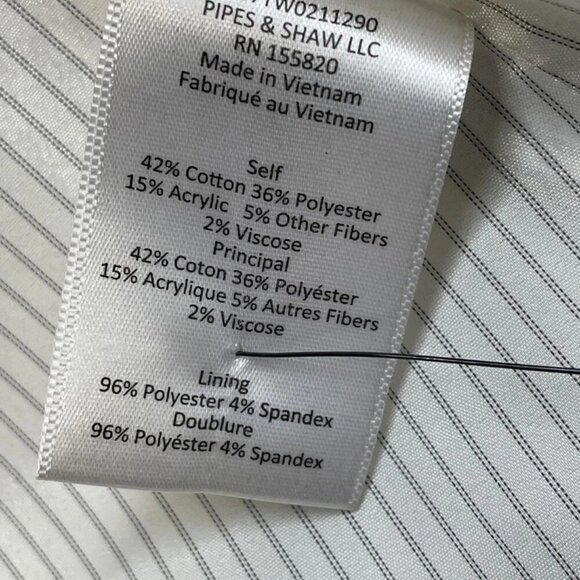 TW0211290
PIPES & SHAW LLC
RN 155820
Made in Vietnam
Fabriqué au Vietnam
Self
42% Cotton 36% Polyester
15% Acrylic 5% Other Fibers
2% Viscose
Principal
42% Coton 36% Polyéster
15% Acrylique 5% Autres Fibers
2% Viscose
Lining
96% Polyester 4% Spandex
Doublure
96% Polyéster 4% Spandex